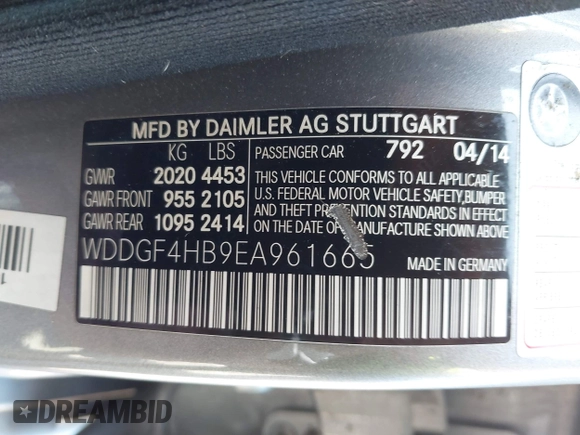 MFD BY DAIMLER AG STUTTGART
KG LBS PASSENGER CAR 792 04/14
GVWR 2020 4453 THIS VEHICLE CONFORMS TO ALL APPLICABLE
GAWR FRONT 955 2105 U.S. FEDERAL MOTOR VEHICLE SAFETY, BUMPER
GAWR REAR 1095 2414 AND THEFT PREVENTION STANDARDS IN EFFECT
ON THE DATE OF MANUFACTURE SHOWN ABOVE
WDDGF4HB9EA961665 MADE IN GERMANY
DREAMBID